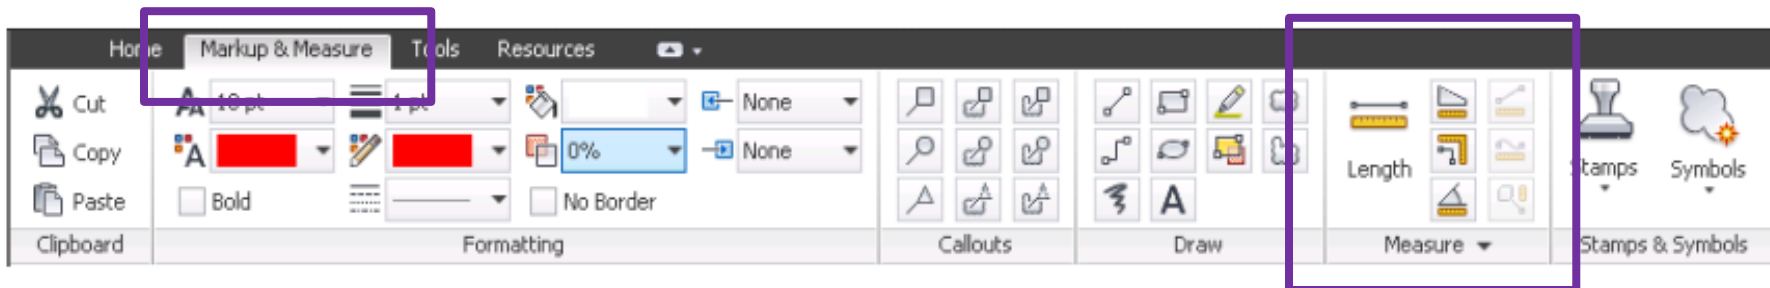 Home Markup & Measure Tools Resources
Cut 18 pt 1 pt None
Copy 0% None Length Stamps Symbols
Paste Bold No Border
Clipboard Formatting Callouts Draw Measure Stamps & Symbols